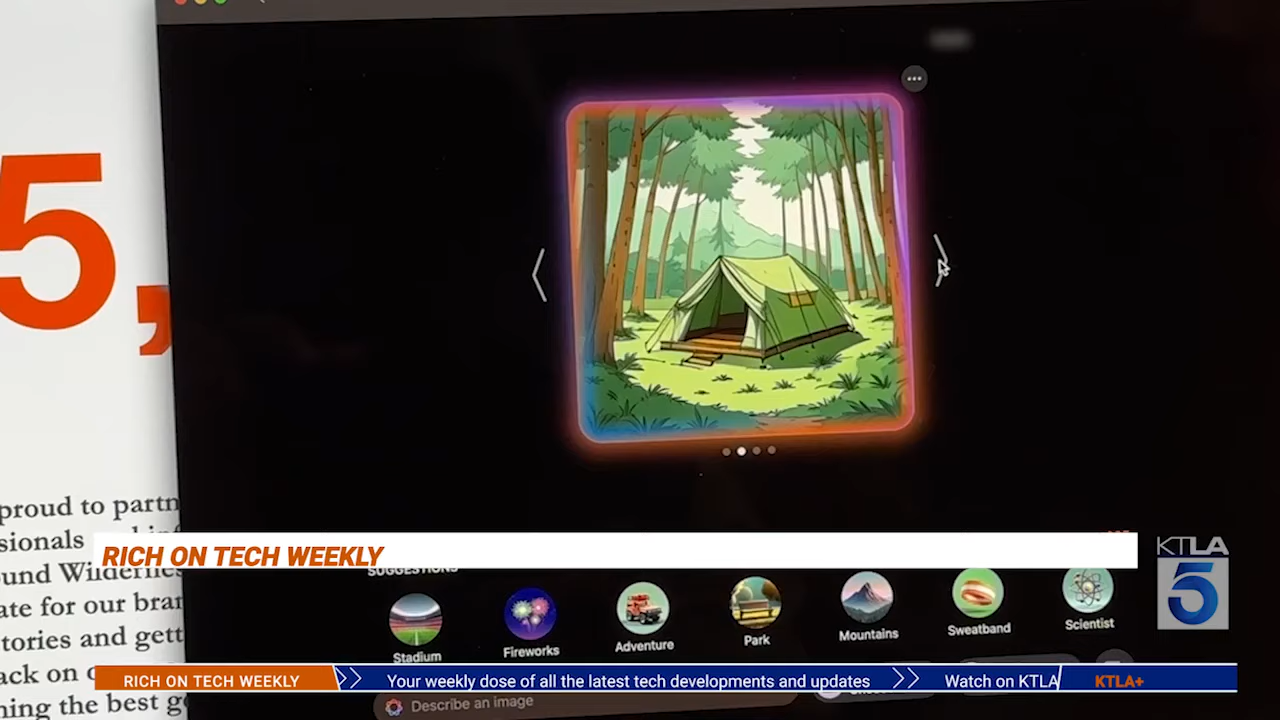 5,
proud to partn
sionals
ound Wilderne
ate for our bran
tories and gett
ack on
ning the best g
RICH ON TECH WEEKLY
KTLA
5
SUGGESTIONS
Stadium
Fireworks
Adventure
Park
Mountains
Sweatband
Scientist
RICH ON TECH WEEKLY
Your weekly dose of all the latest tech developments and updates
Watch on KTLA
KTLA+
Describe an image